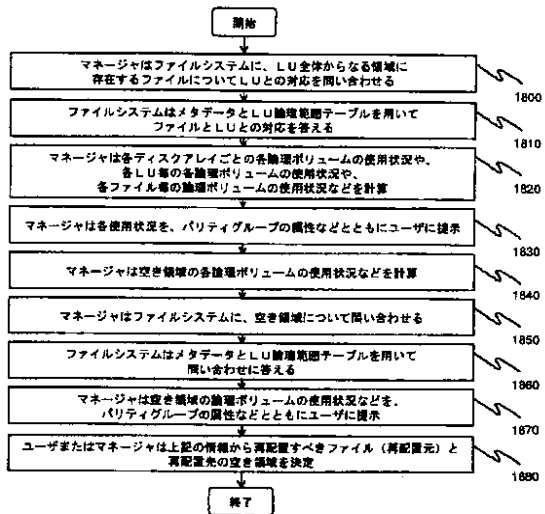 開始
マネージャはファイルシステムに、LU全体からなる領域に
存在するファイルについてLUとの対応を問い合わせる
1800
ファイルシステムはメタデータとLU論理範囲テーブルを用いて
ファイルとLUとの対応を答える
1810
マネージャは各ディスクアレイごとの各論理ボリュームの使用状況や、
各LU毎の各論理ボリュームの使用状況や、
各ファイル毎の論理ボリュームの使用状況などを計算
1820
マネージャは各使用状況を、パリティグループの属性などとともにユーザに提示
1830
マネージャは空き領域の各論理ボリュームの使用状況などを計算
1840
マネージャはファイルシステムに、空き領域について問い合わせる
1850
ファイルシステムはメタデータとLU論理範囲テーブルを用いて
問い合わせに答える
1860
マネージャは空き領域の論理ボリュームの使用状況などを、
パリティグループの属性などとともにユーザに提示
1870
ユーザまたはマネージャは上記の情報から再配置すべきファイル（再配置元）と
再配置先の空き領域を決定
1880
終了